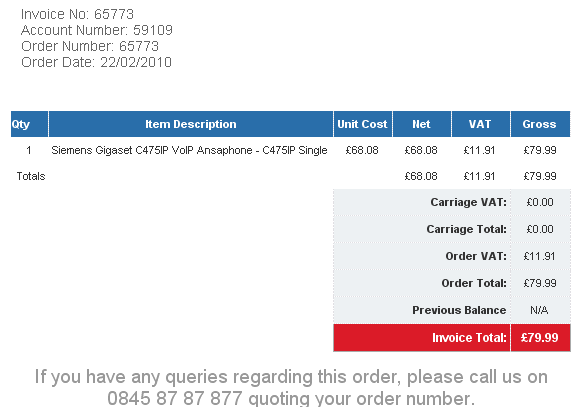 Invoice No: 65773
Account Number: 59109
Order Number: 65773
Order Date: 22/02/2010
Qty Item Description Unit Cost Net VAT Gross
1 Siemens Gigaset C475IP VoIP Ansaphone - C475IP Single £68.08 £68.08 £11.91 £79.99
Totals £68.08 £11.91 £79.99
Carriage VAT: £0.00
Carriage Total: £0.00
Order VAT: £11.91
Order Total: £79.99
Previous Balance N/A
Invoice Total: £79.99
If you have any queries regarding this order, please call us on
0845 87 87 877 quoting your order number.